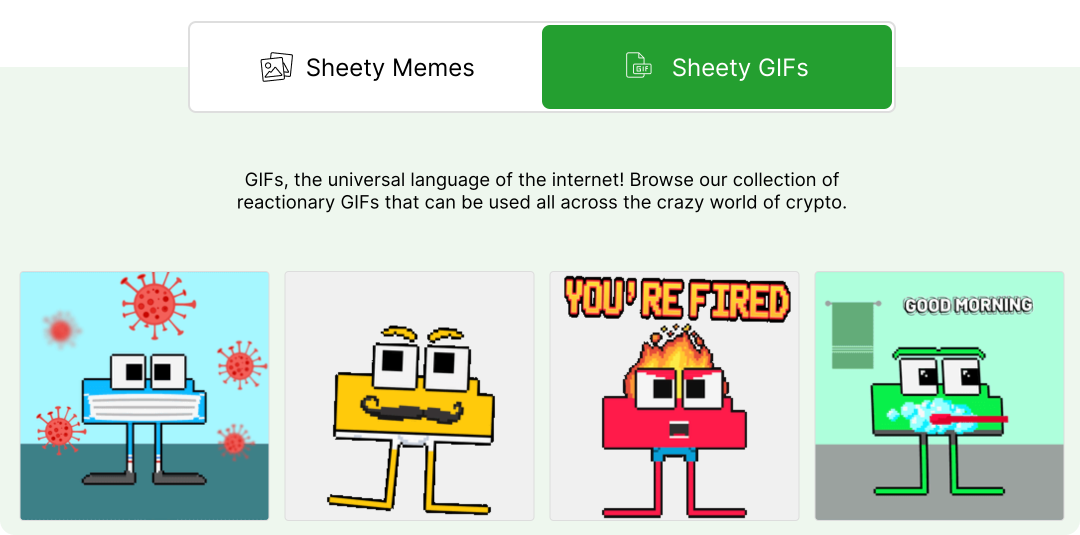 Sheety Memes
GIF
Sheety GIFs
GIFs, the universal language of the internet! Browse our collection of
reactionary GIFs that can be used all across the crazy world of crypto.
YOU'RE FIRED
GOOD MORNING